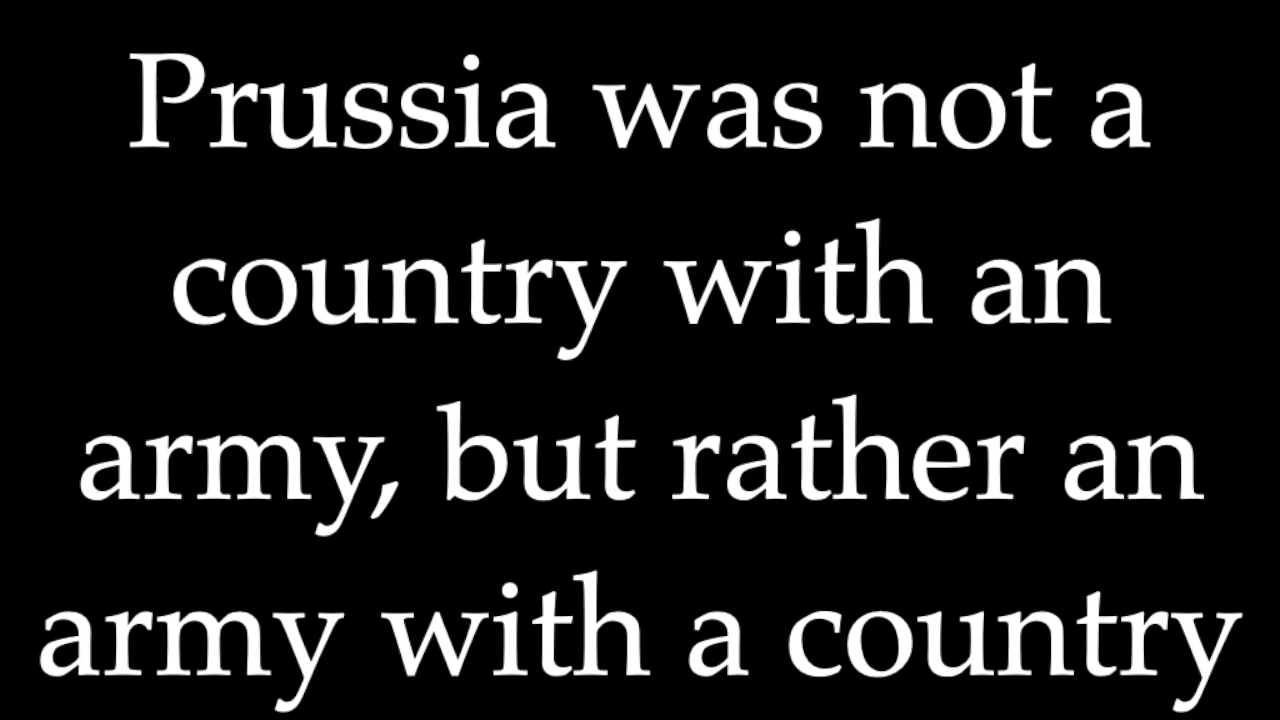 Prussia was not a
country with an
army, but rather an
army with a country